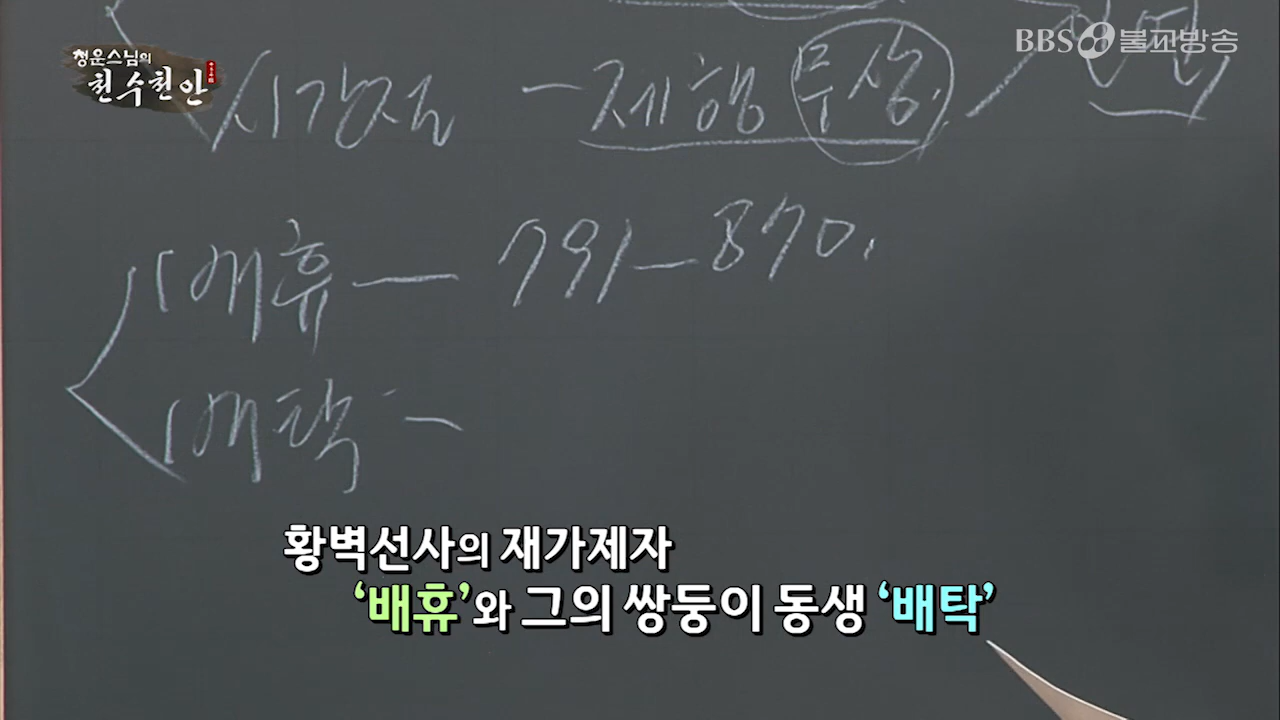 청운스님의
천수천안
BBS 불교방송
시간적 - 제행무상.
배휴 - 791-870.
배탁 -
황벽선사의 재가제자
‘배휴’와 그의 쌍둥이 동생 ‘배탁’